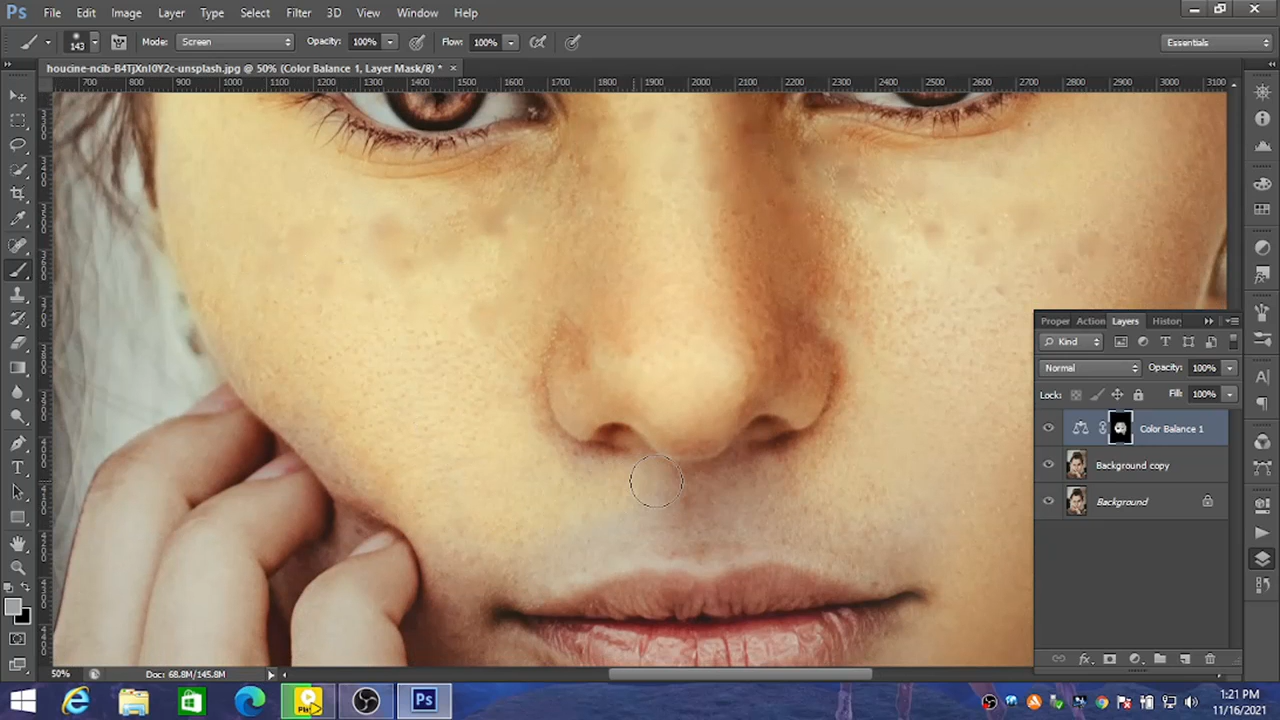 Ps File Edit Image Layer Type Select Filter 3D View Window Help
143 Mode: Screen Opacity: 100% Flow: 100% Essentials
houcine-ncib-B4TjXnI0Y2c-unsplash.jpg @ 50% (Color Balance 1, Layer Mask/8) * ×
700 800 900 1000 1100 1200 1300 1400 1500 1600 1700 1800 1900 2000 2100 2200 2300 2400 2500 2600 2700 2800 2900 3000 3100
Proper Action Layers Histor
Kind
Normal Opacity: 100%
Lock: Fill: 100%
Color Balance 1
Background copy
Background
50% Doc: 68.8M/145.8M
Ps 1:21 PM
11/16/2021